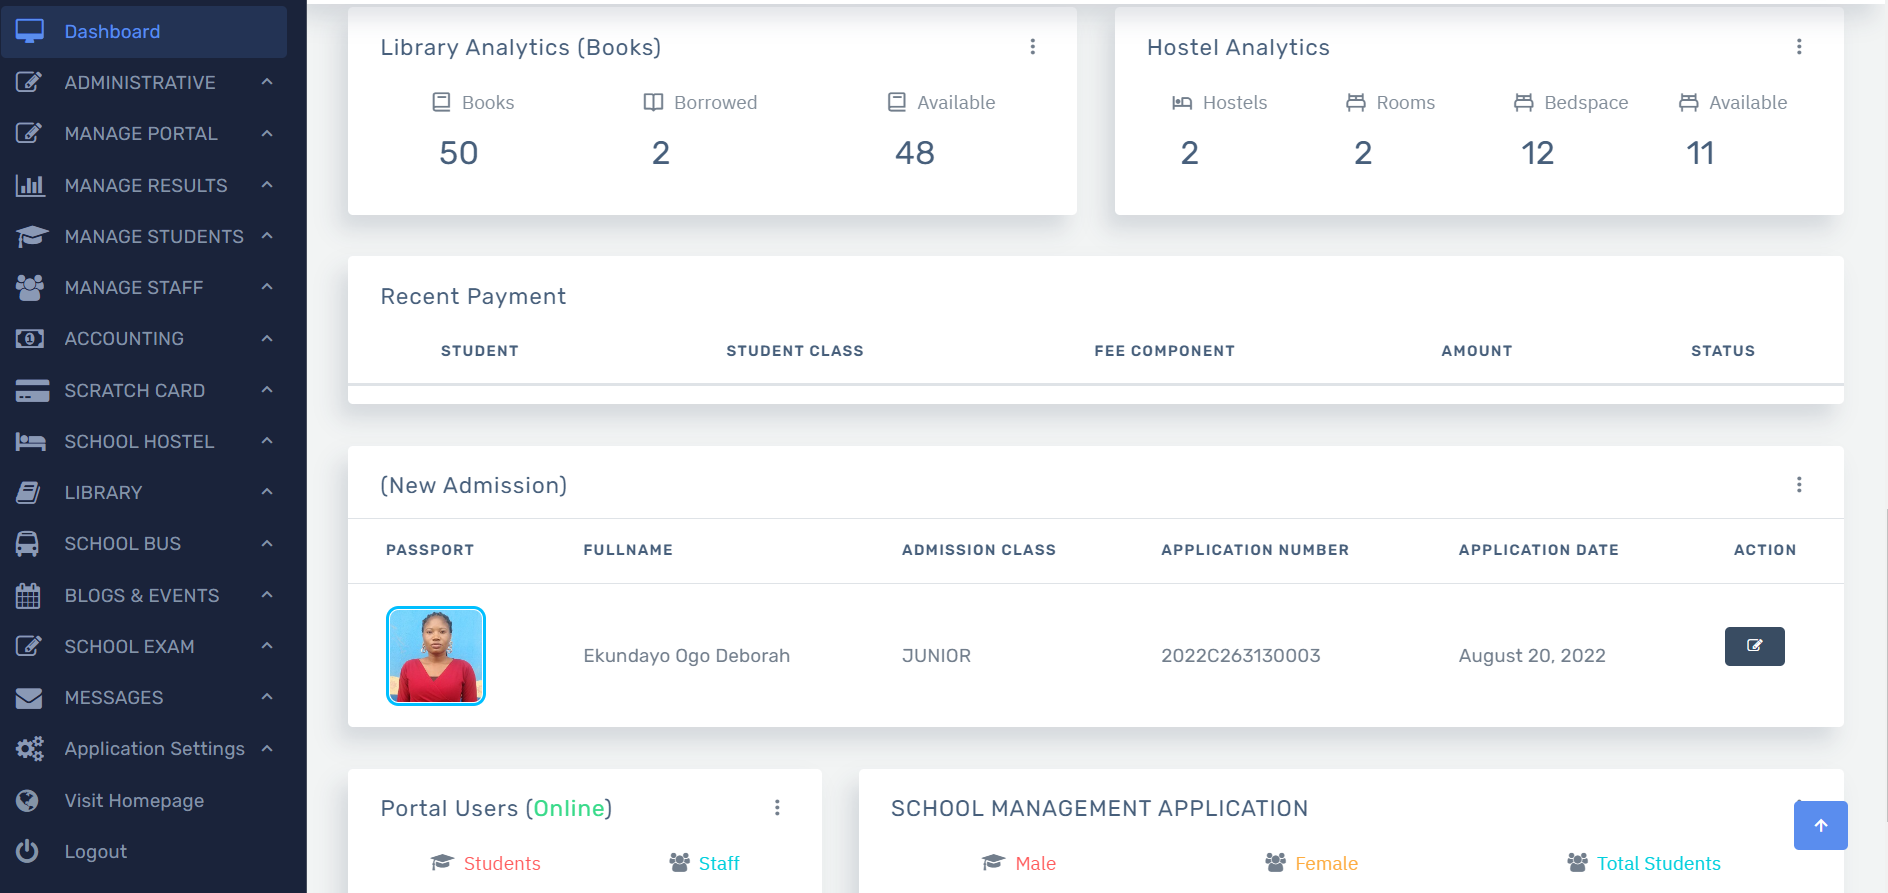 Dashboard
ADMINISTRATIVE
MANAGE PORTAL
MANAGE RESULTS
MANAGE STUDENTS
MANAGE STAFF
ACCOUNTING
SCRATCH CARD
SCHOOL HOSTEL
LIBRARY
SCHOOL BUS
BLOGS & EVENTS
SCHOOL EXAM
MESSAGES
Application Settings
Visit Homepage
Logout
Library Analytics (Books)
Books Borrowed Available
50 2 48
Hostel Analytics
Hostels Rooms Bedspace Available
2 2 12 11
Recent Payment
STUDENT STUDENT CLASS FEE COMPONENT AMOUNT STATUS
(New Admission)
PASSPORT FULLNAME ADMISSION CLASS APPLICATION NUMBER APPLICATION DATE ACTION
Ekundayo Ogo Deborah JUNIOR 2022C263130003 August 20, 2022
Portal Users (Online)
Students Staff
SCHOOL MANAGEMENT APPLICATION
Male Female Total Students